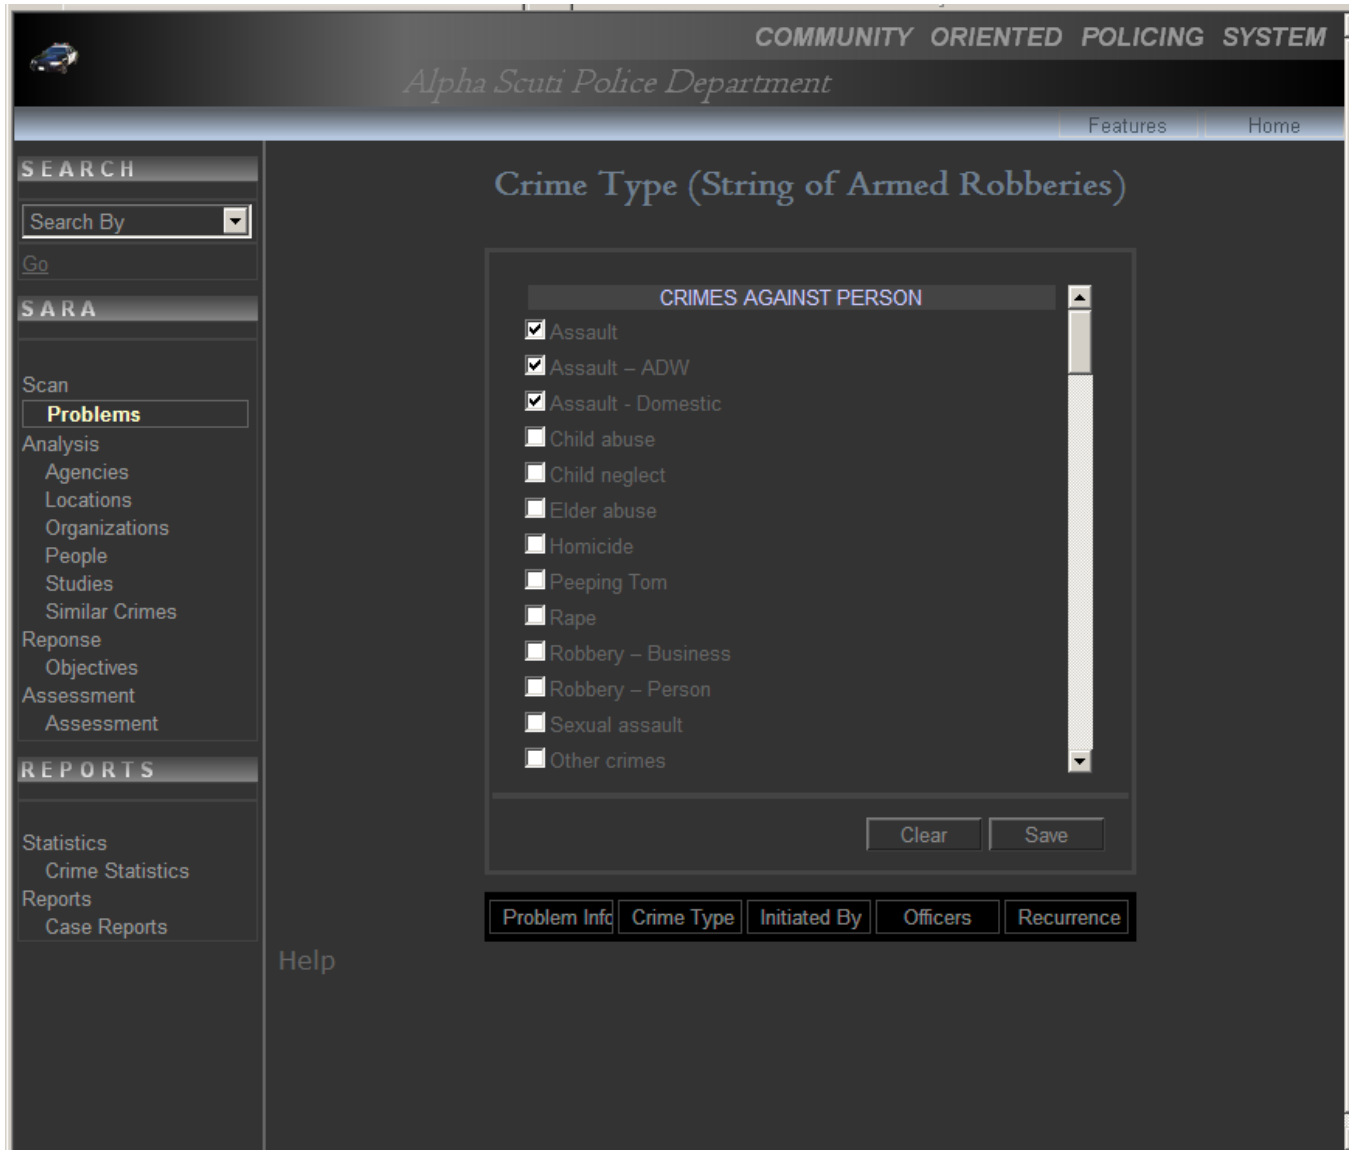 COMMUNITY ORIENTED POLICING SYSTEM
Alpha Scuti Police Department
Features Home
SEARCH
Search By
Go
SARA
Scan
Problems
Analysis
Agencies
Locations
Organizations
People
Studies
Similar Crimes
Reponse
Objectives
Assessment
Assessment
REPORTS
Statistics
Crime Statistics
Reports
Case Reports
Crime Type (String of Armed Robberies)
CRIMES AGAINST PERSON
Assault
Assault – ADW
Assault - Domestic
Child abuse
Child neglect
Elder abuse
Homicide
Peeping Tom
Rape
Robbery – Business
Robbery – Person
Sexual assault
Other crimes
Clear Save
Problem Info Crime Type Initiated By Officers Recurrence
Help